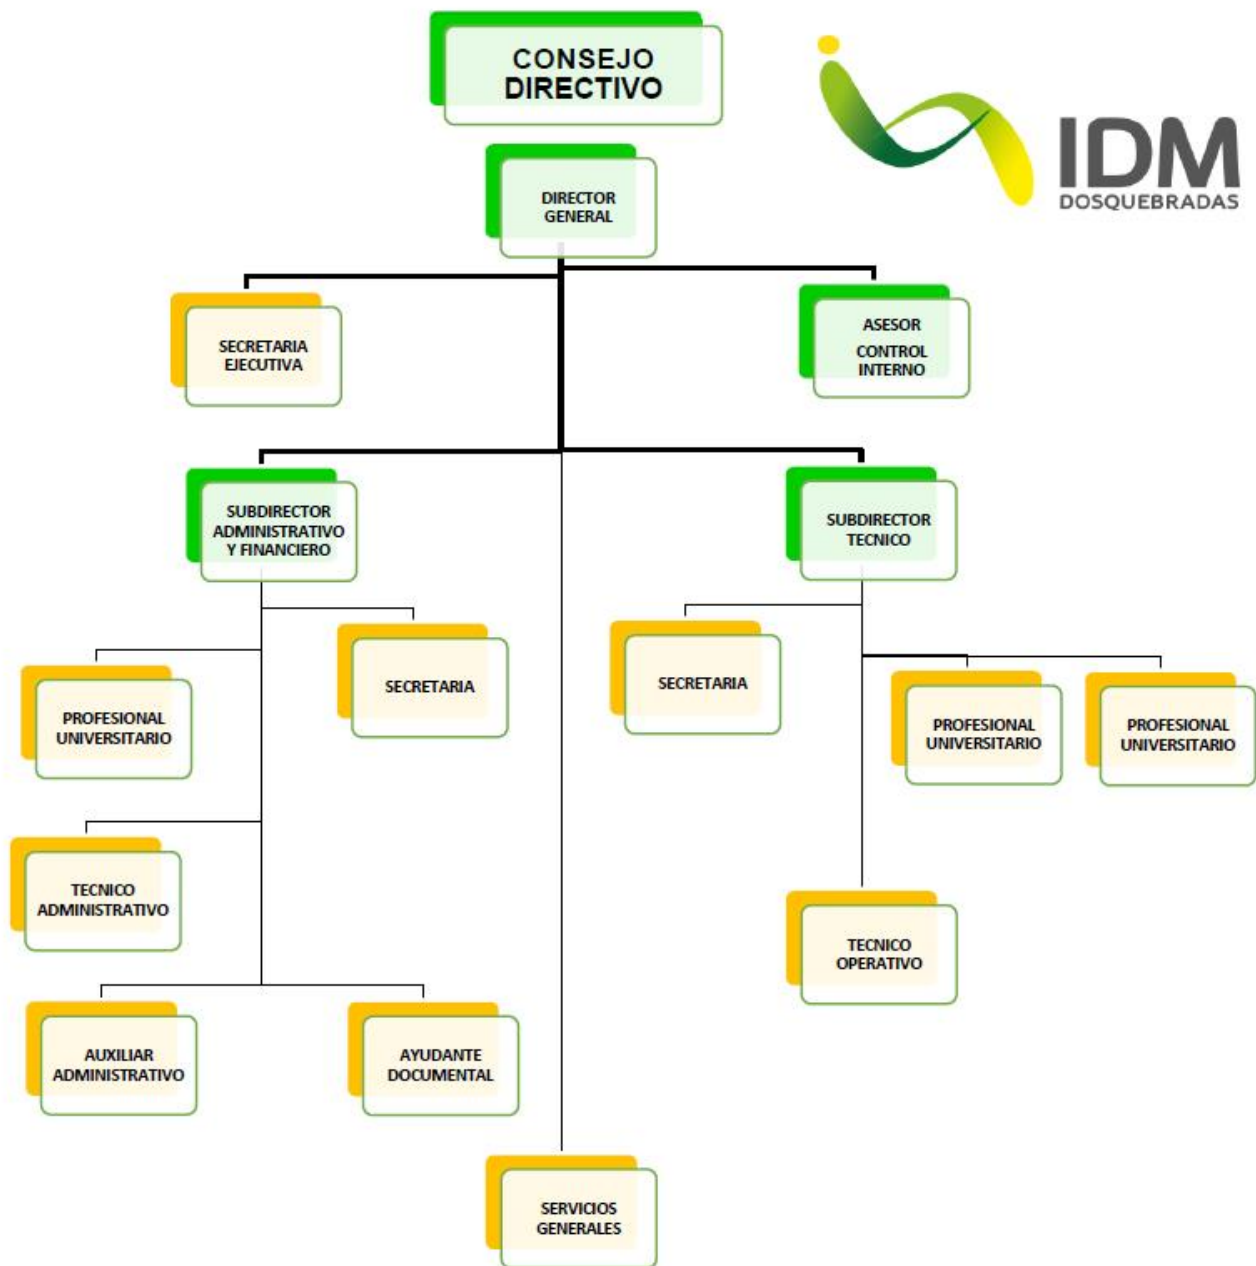 CONSEJO
DIRECTIVO
IDM
DOSQUEBRADAS
DIRECTOR
GENERAL
SECRETARIA
EJECUTIVA
ASESOR
CONTROL
INTERNO
SUBDIRECTOR
ADMINISTRATIVO
Y FINANCIERO
SUBDIRECTOR
TECNICO
SECRETARIA
SECRETARIA
PROFESIONAL
UNIVERSITARIO
PROFESIONAL
UNIVERSITARIO
PROFESIONAL
UNIVERSITARIO
TECNICO
ADMINISTRATIVO
TECNICO
OPERATIVO
AUXILIAR
ADMINISTRATIVO
AYUDANTE
DOCUMENTAL
SERVICIOS
GENERALES